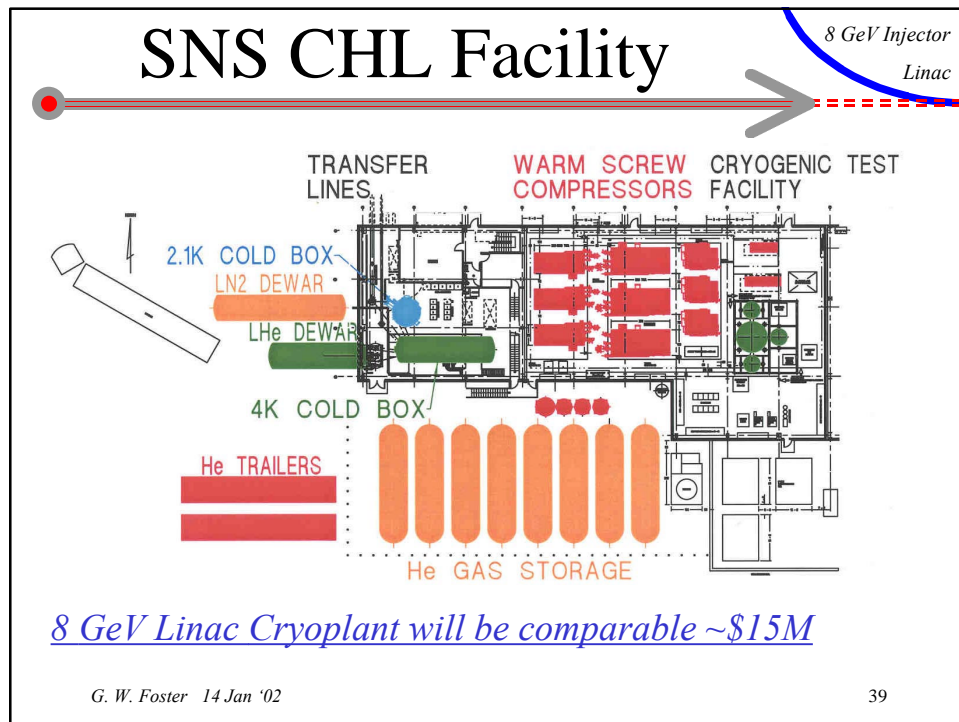 SNS CHL Facility
8 GeV Injector
Linac
TRANSFER
LINES
WARM SCREW
COMPRESSORS
CRYOGENIC TEST
FACILITY
2.1K COLD BOX
LN2 DEWAR
LHe DEWAR
4K COLD BOX
He TRAILERS
He GAS STORAGE
8 GeV Linac Cryoplant will be comparable ~$15M
G. W. Foster 14 Jan ‘02
39